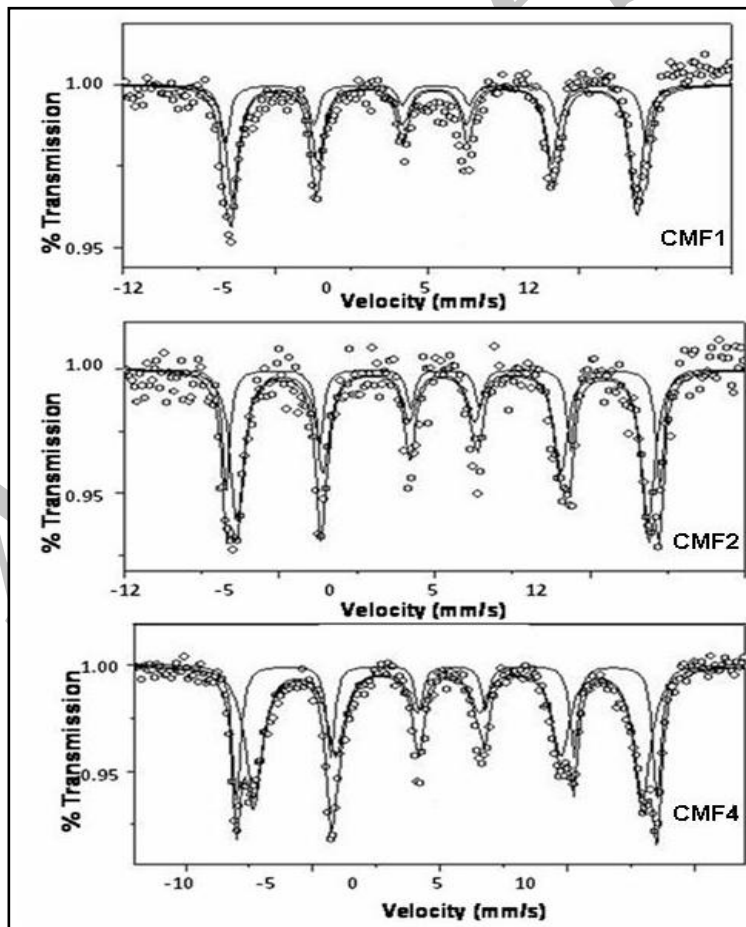 % Transmission
1.00
0.95
CMF1
-12 -5 0 5 12
Velocity (mm/s)
% Transmission
1.00
0.95
CMF2
-12 -5 0 5 12
Velocity (mm/s)
% Transmission
1.00
0.95
CMF4
-10 -5 0 5 10
Velocity (mm/s)